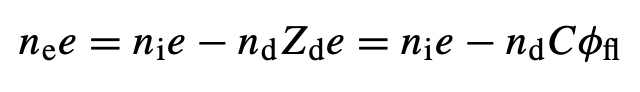 n_e e = n_i e − n_d Z_d e = n_i e − n_d C ϕ_fl